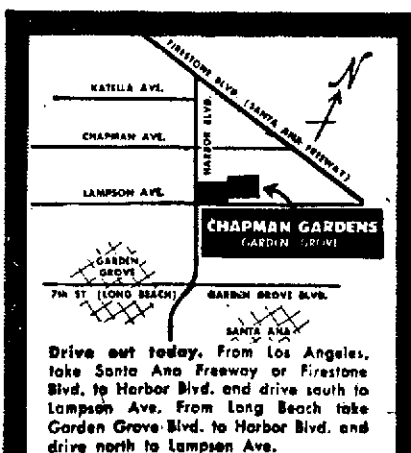 FIRESTONE BLVD. (SANTA ANA FREEWAY)
N
KATELLA AVE.
HARBOR BLVD.
CHAPMAN AVE.
LAMPSON AVE.
CHAPMAN GARDENS
GARDEN GROVE
GARDEN
GROVE
7TH ST (LONG BEACH) GARDEN GROVE BLVD.
SANTA ANA
Drive out today. From Los Angeles,
take Santa Ana Freeway or Firestone
Blvd. to Harbor Blvd. and drive south to
Lampson Ave. From Long Beach take
Garden Grove Blvd. to Harbor Blvd. and
drive north to Lampson Ave.